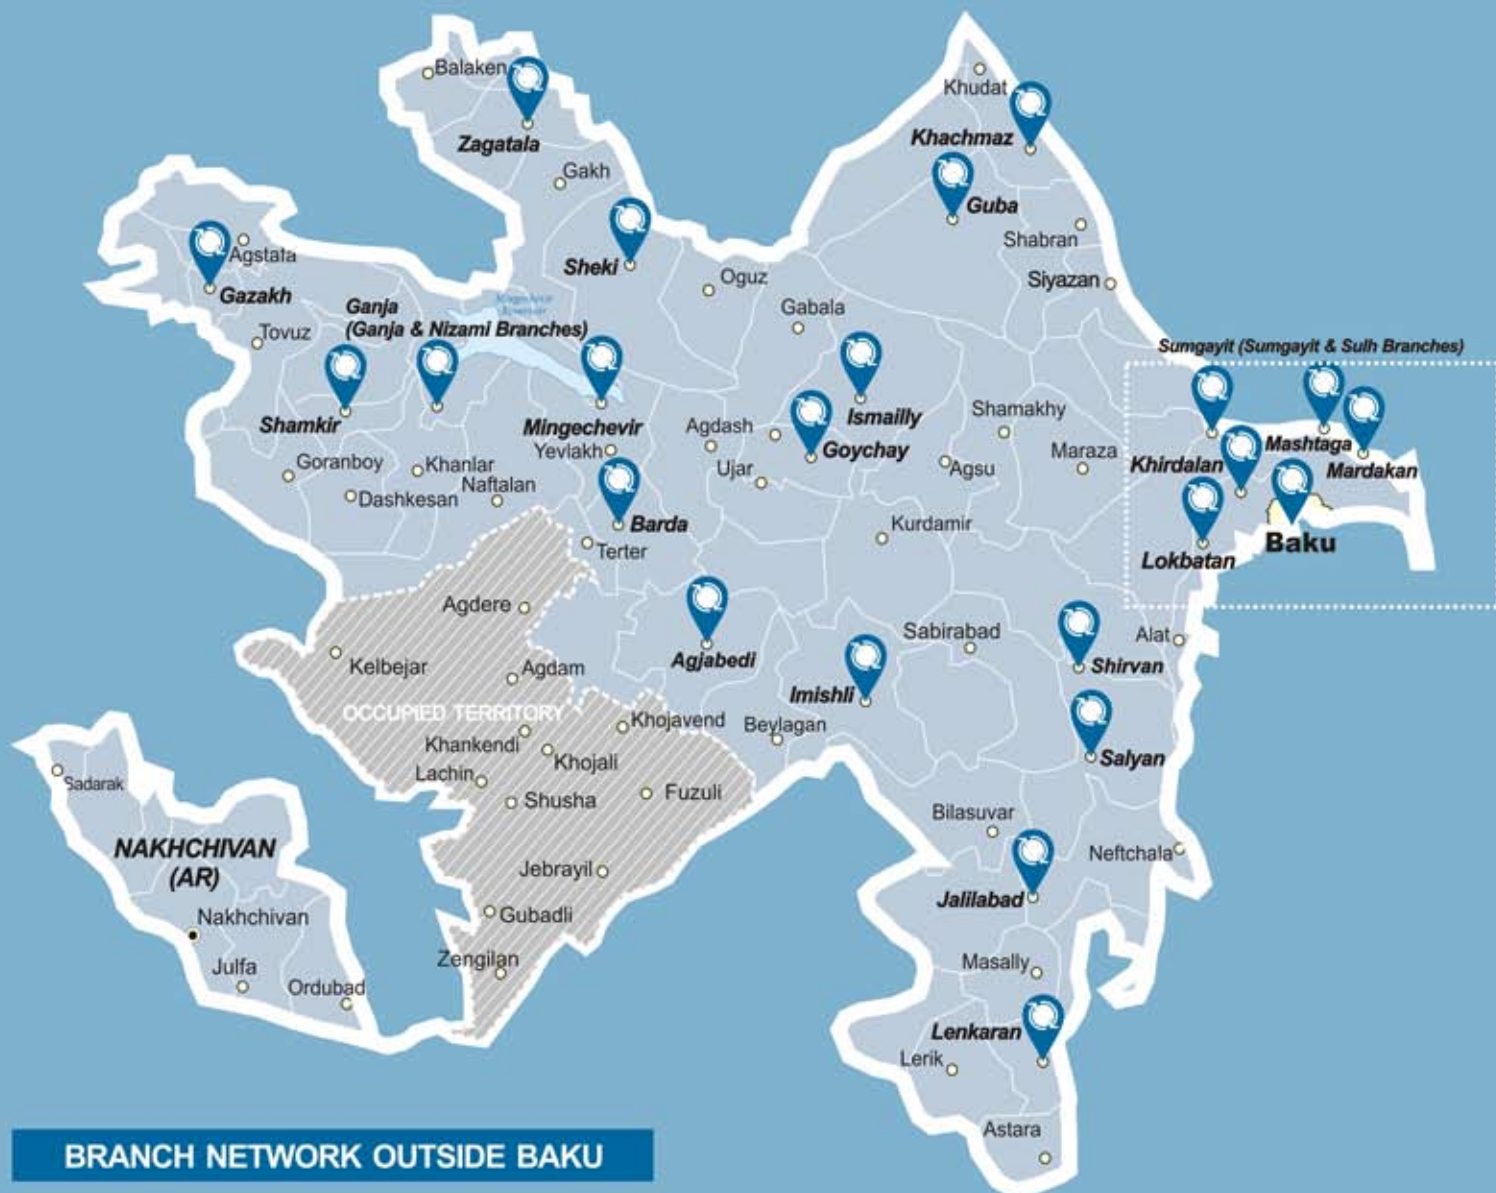 Balaken
Zagatala
Gakh
Khudat
Khachmaz
Guba
Shabran
Siyazan
Agstafa
Gazakh
Tovuz
Sheki
Oguz
Gabala
Ganja
(Ganja & Nizami Branches)
Mingechevir
Shamkir
Mingechevir
Yevlakh
Goranboy
Khanlar
Dashkesan
Naftalan
Agdash
Ujar
Ismailly
Goychay
Shamakhy
Agsu
Maraza
Sumgayit (Sumgayit & Sulh Branches)
Khirdalan
Mashtaga
Mardakan
Lokbatan
Baku
Barda
Terter
Kurdamir
Agdere
Kelbejar
Agdam
Agjabedi
Imishli
Sabirabad
Shirvan
Alat
OCCUPIED TERRITORY
Khojavend
Beylagan
Khankendi
Khojali
Lachin
Shusha
Fuzuli
Salyan
Sadarak
Bilasuvar
Neftchala
NAKHCHIVAN
(AR)
Jebrayil
Jalilabad
Nakhchivan
Gubadli
Zengilan
Julfa
Ordubad
Masally
Lenkaran
Lerik
Astara
BRANCH NETWORK OUTSIDE BAKU